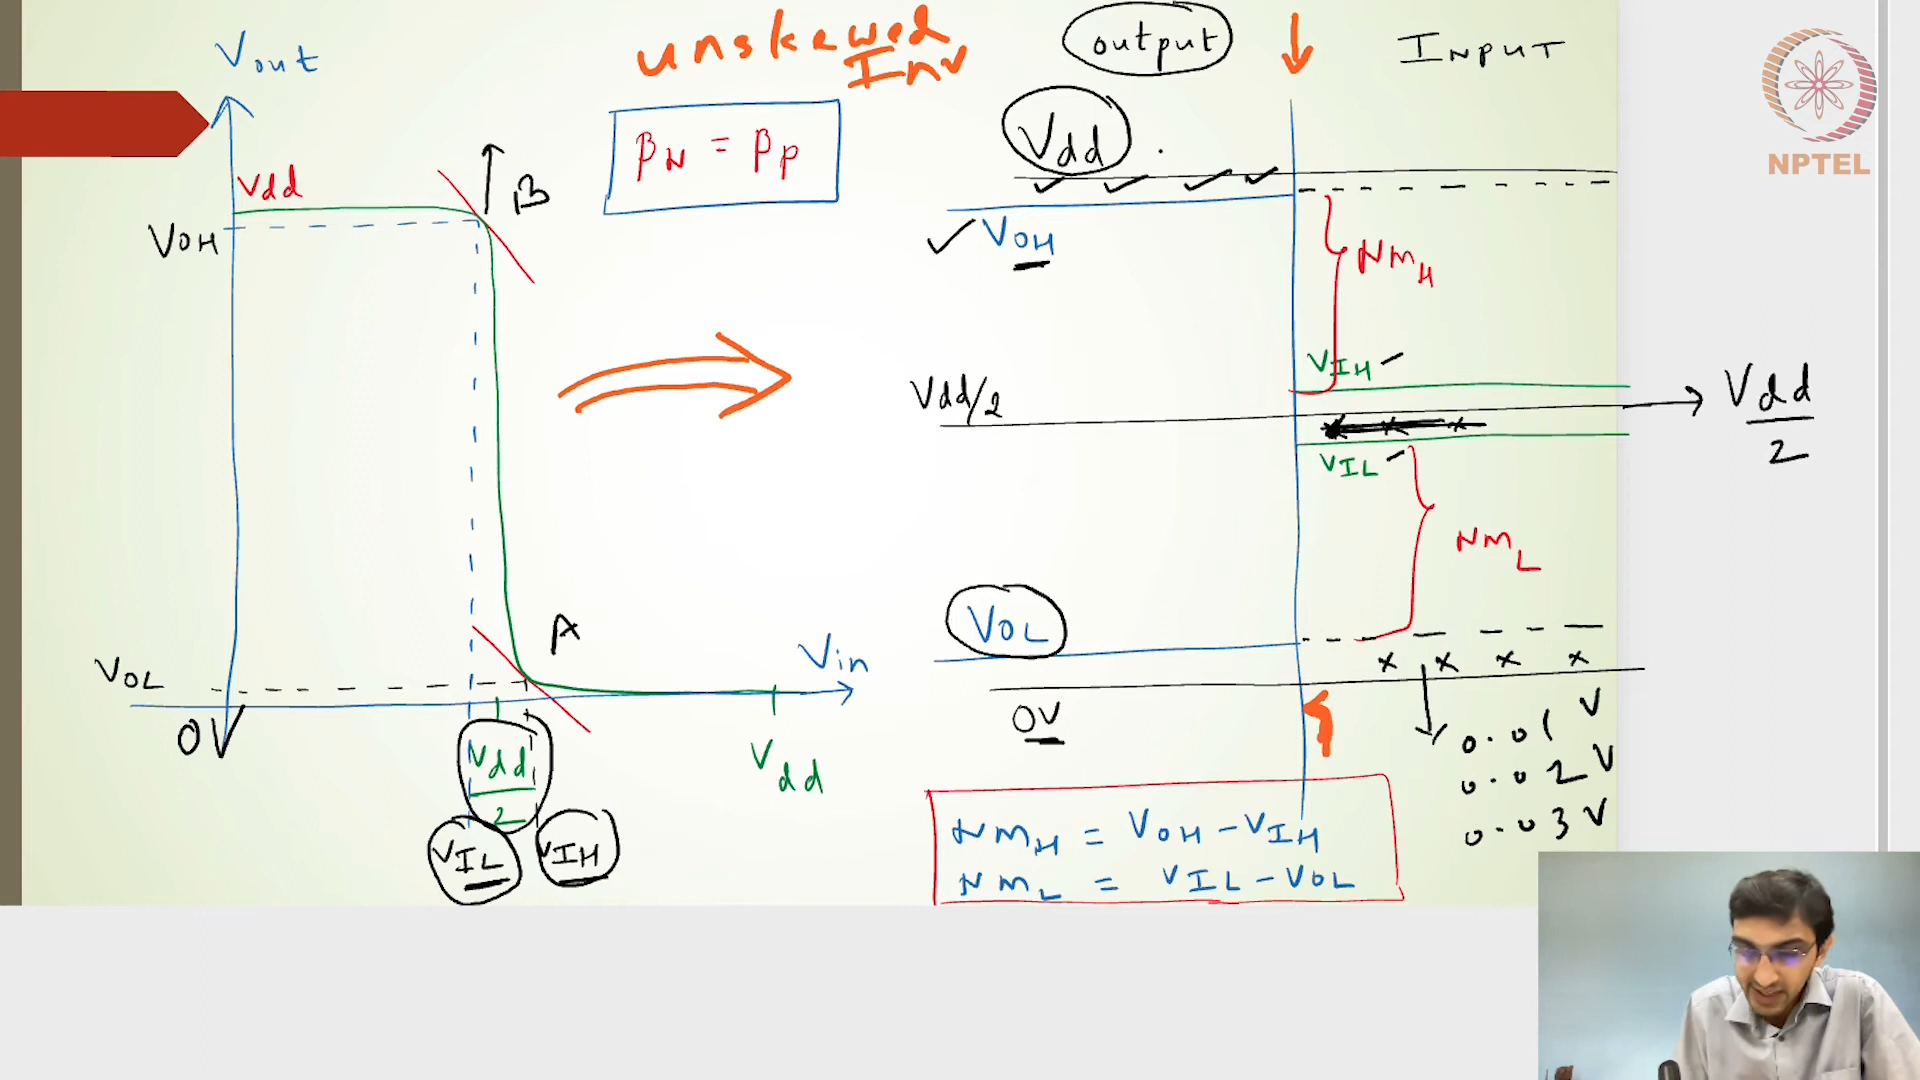 Vout
Vdd
VOH
B
VOL
A
Vin
0V
Vdd
2
Vdd
VIL
VIH
unskewed
Inv
βN = βP
output
INPUT
Vdd
VOH
NMH
VIH
Vdd/2
Vdd
2
VIL
NML
VOL
0V
0.01 V
0.02 V
0.03 V
NMH = VOH - VIH
NML = VIL - VOL
NPTEL